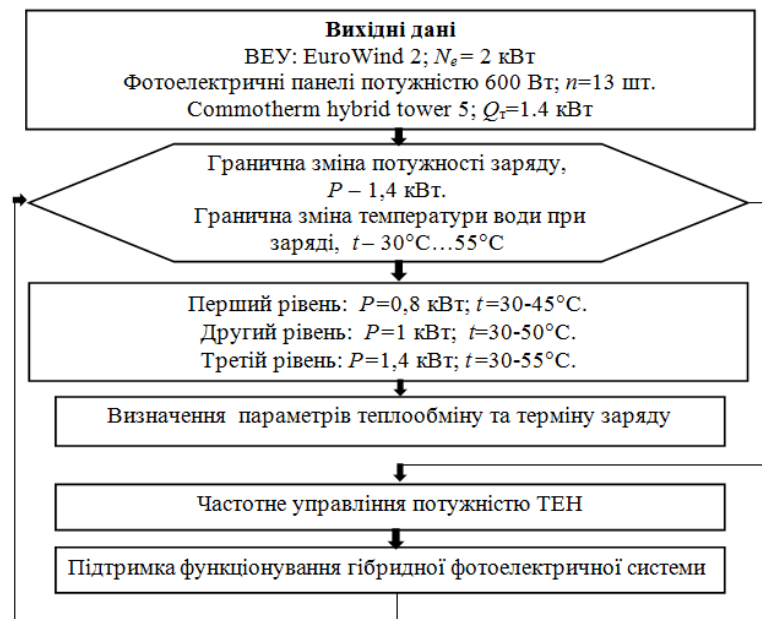 Вихідні дані
ВЕУ: EuroWind 2; Nₑ = 2 кВт
Фотоелектричні панелі потужністю 600 Вт; n=13 шт.
Commotherm hybrid tower 5; Qт=1.4 кВт
Гранична зміна потужності заряду,
P – 1,4 кВт.
Гранична зміна температури води при
заряді, t – 30°C…55°C
Перший рівень: P=0,8 кВт; t=30-45°C.
Другий рівень: P=1 кВт; t=30-50°C.
Третій рівень: P=1,4 кВт; t=30-55°C.
Визначення параметрів теплообміну та терміну заряду
Частотне управління потужністю ТЕН
Підтримка функціонування гібридної фотоелектричної системи